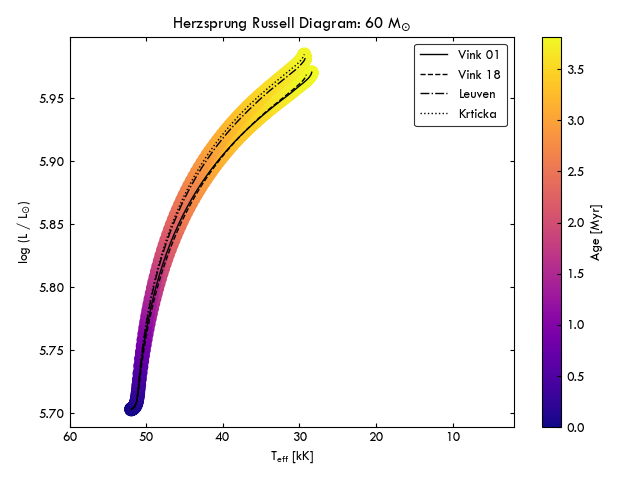 Herzsprung Russell Diagram: 60 M⊙
Vink 01
Vink 18
Leuven
Krticka
log (L / L⊙)
5.95
5.90
5.85
5.80
5.75
5.70
60 50 40 30 20 10
T_eff [kK]
3.5
3.0
2.5
2.0
1.5
1.0
0.5
0.0
Age [Myr]